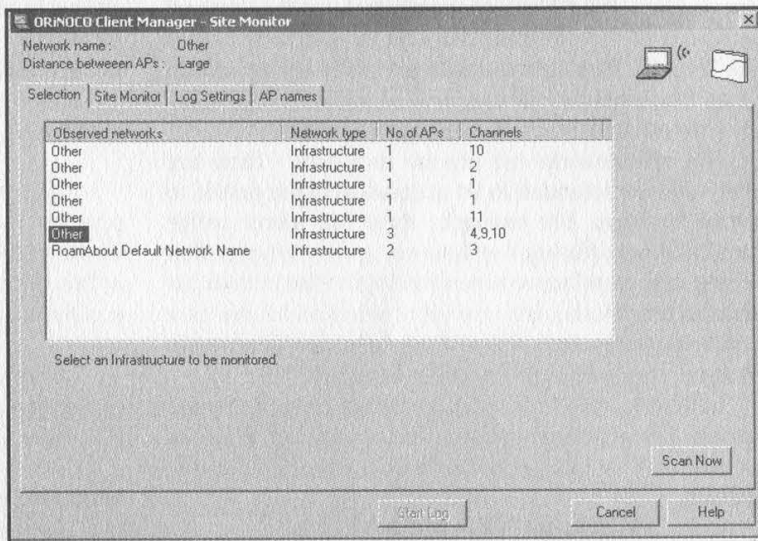 ORiNOCO Client Manager - Site Monitor
Network name : Other
Distance betweeen APs : Large
Selection Site Monitor Log Settings AP names
Observed networks Network type No of APs Channels
Other Infrastructure 1 10
Other Infrastructure 1 2
Other Infrastructure 1 1
Other Infrastructure 1 1
Other Infrastructure 1 11
Other Infrastructure 3 4,9,10
RoamAbout Default Network Name Infrastructure 2 3
Select an Infrastructure to be monitored.
Scan Now
Start Log Cancel Help